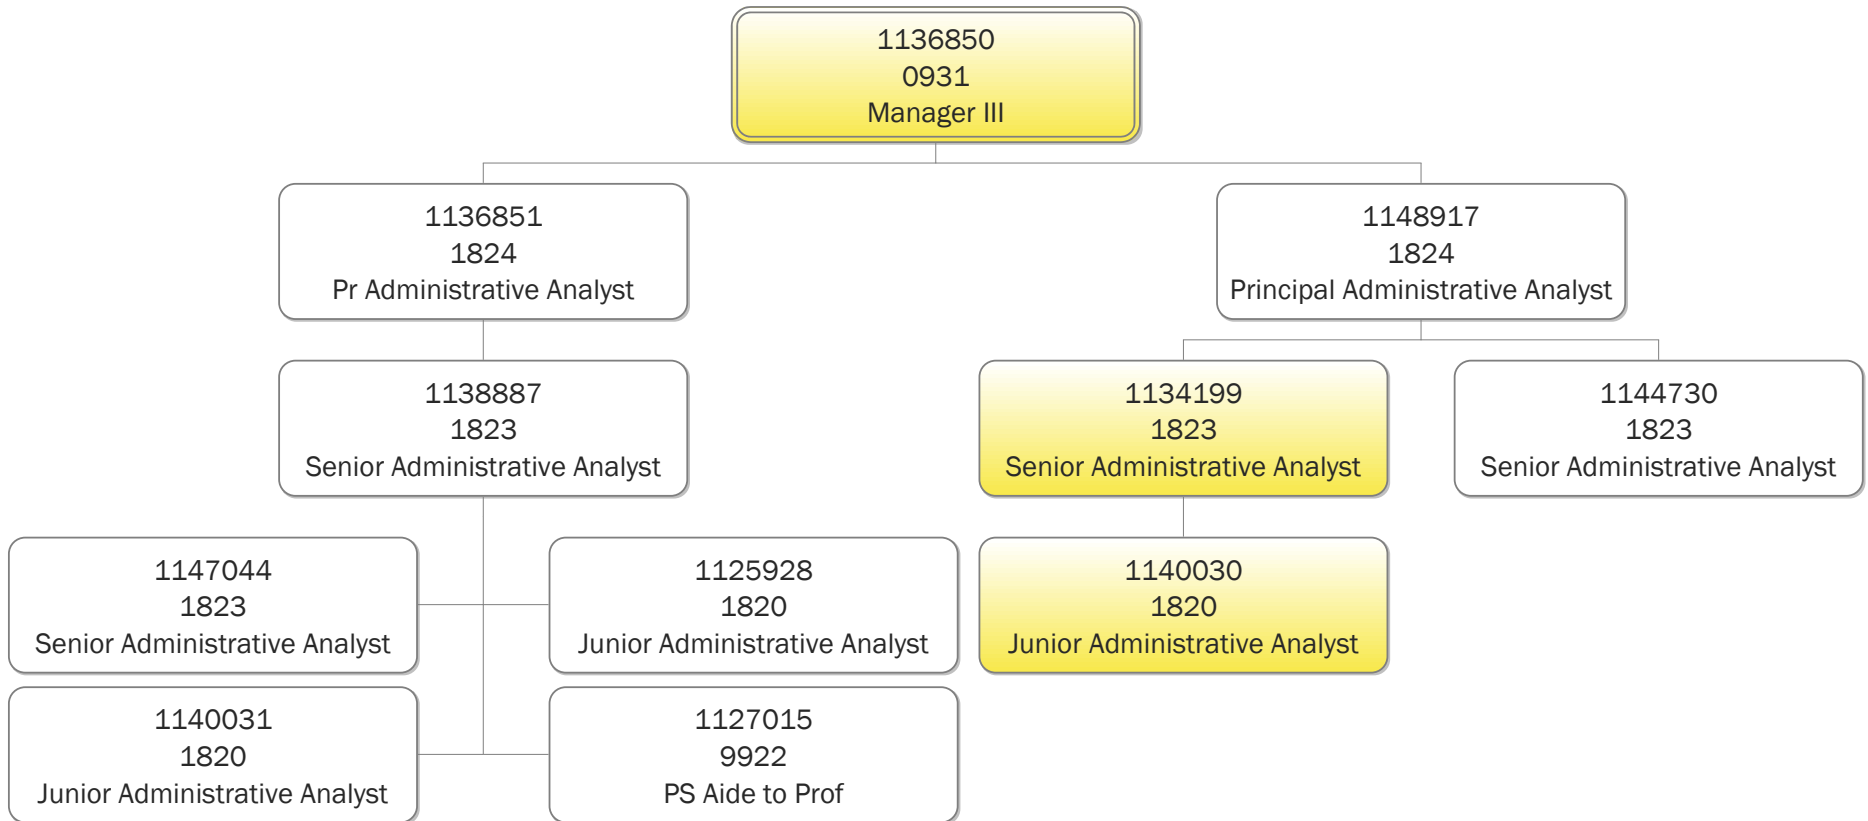 1136850
0931
Manager III
1136851
1824
Pr Administrative Analyst
1148917
1824
Principal Administrative Analyst
1138887
1823
Senior Administrative Analyst
1134199
1823
Senior Administrative Analyst
1144730
1823
Senior Administrative Analyst
1147044
1823
Senior Administrative Analyst
1125928
1820
Junior Administrative Analyst
1140030
1820
Junior Administrative Analyst
1140031
1820
Junior Administrative Analyst
1127015
9922
PS Aide to Prof